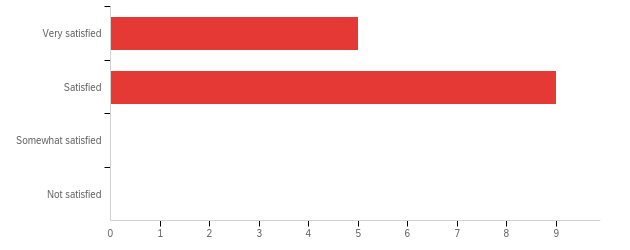 Very satisfied
Satisfied
Somewhat satisfied
Not satisfied
0 1 2 3 4 5 6 7 8 9